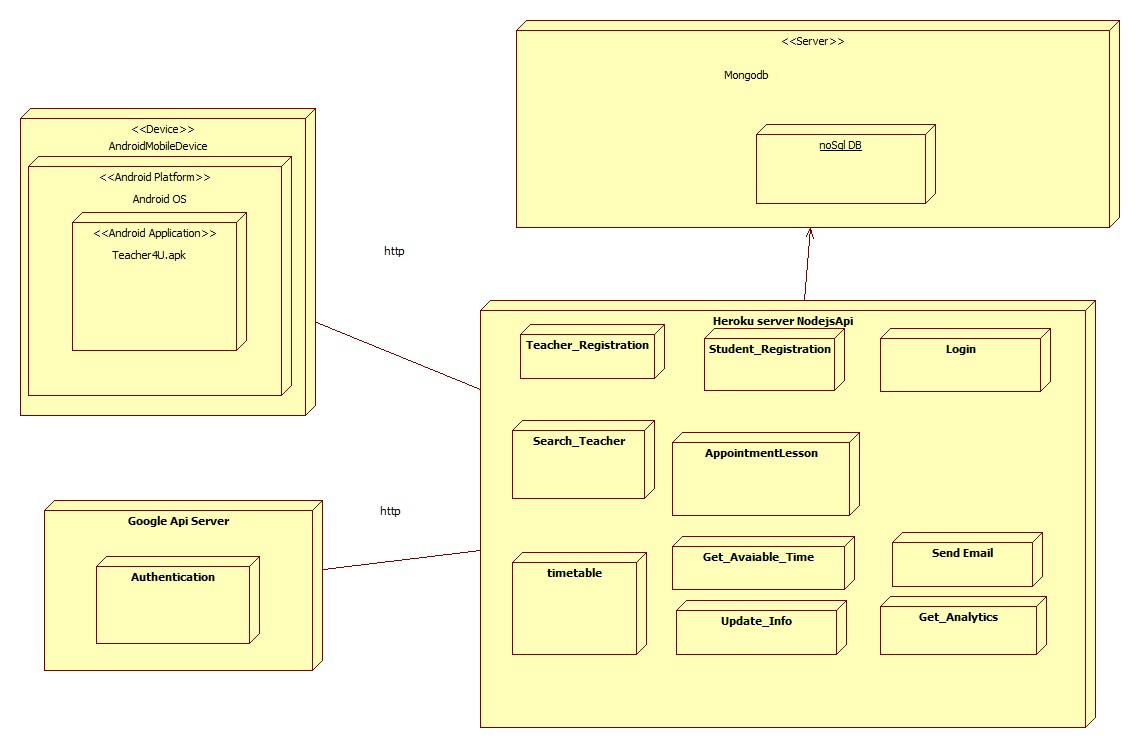 <<Server>>
Mongodb
noSql DB
<<Device>>
AndroidMobileDevice
<<Android Platform>>
Android OS
<<Android Application>>
Teacher4U.apk
http
Heroku server NodejsApi
Teacher_Registration
Student_Registration
Login
Search_Teacher
AppointmentLesson
Google Api Server
Authentication
http
timetable
Get_Avaiable_Time
Send Email
Update_Info
Get_Analytics